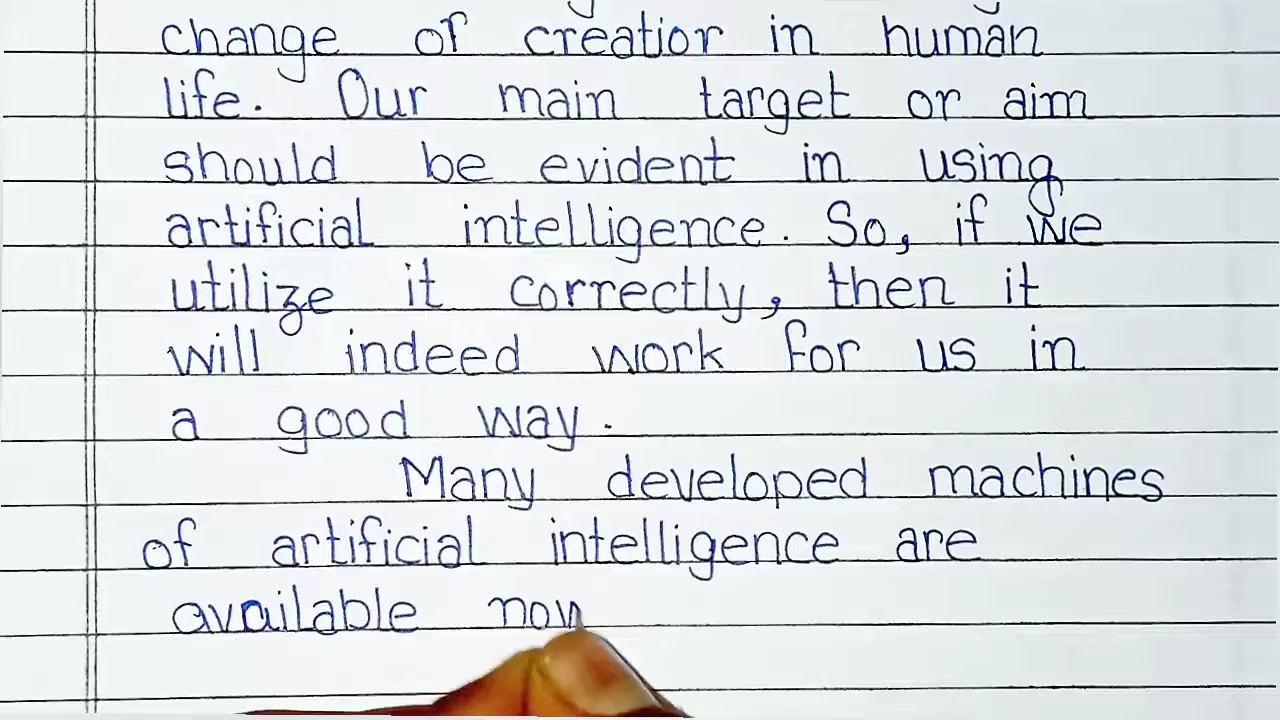 change or creatior in human
life. Our main target or aim
should be evident in using
artificial intelligence. So, if we
utilize it correctly, then it
will indeed work for us in
a good way.
Many developed machines
of artificial intelligence are
available now